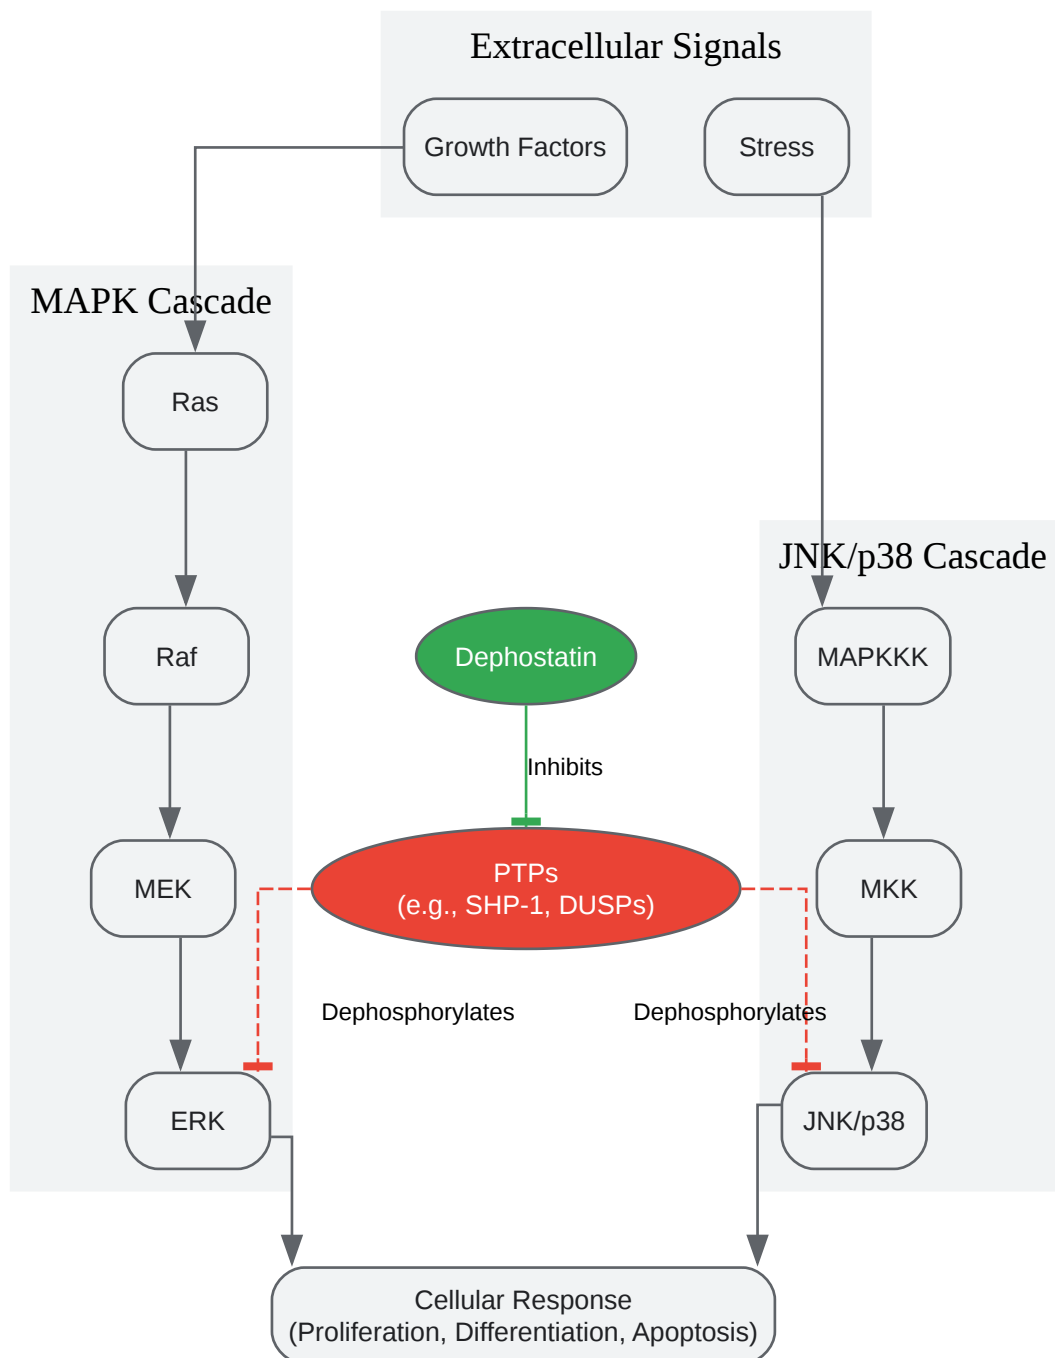 Extracellular Signals
Growth Factors
Stress
MAPK Cascade
Ras
JNK/p38 Cascade
Raf
Dephostatin
MAPKKK
Inhibits
MEK
PTPs
(e.g., SHP-1, DUSPs)
MKK
Dephosphorylates
Dephosphorylates
ERK
JNK/p38
Cellular Response
(Proliferation, Differentiation, Apoptosis)